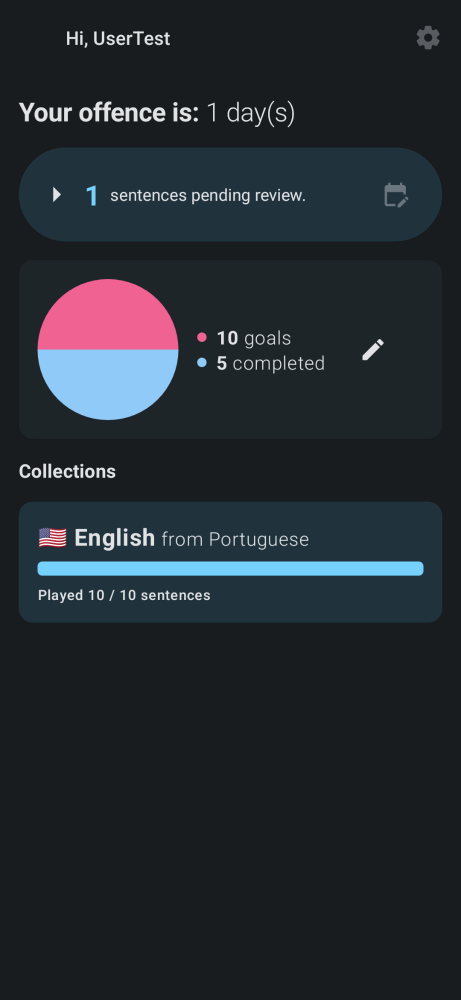 Hi, UserTest
Your offence is: 1 day(s)
1 sentences pending review.
10 goals
5 completed
Collections
English from Portuguese
Played 10 / 10 sentences